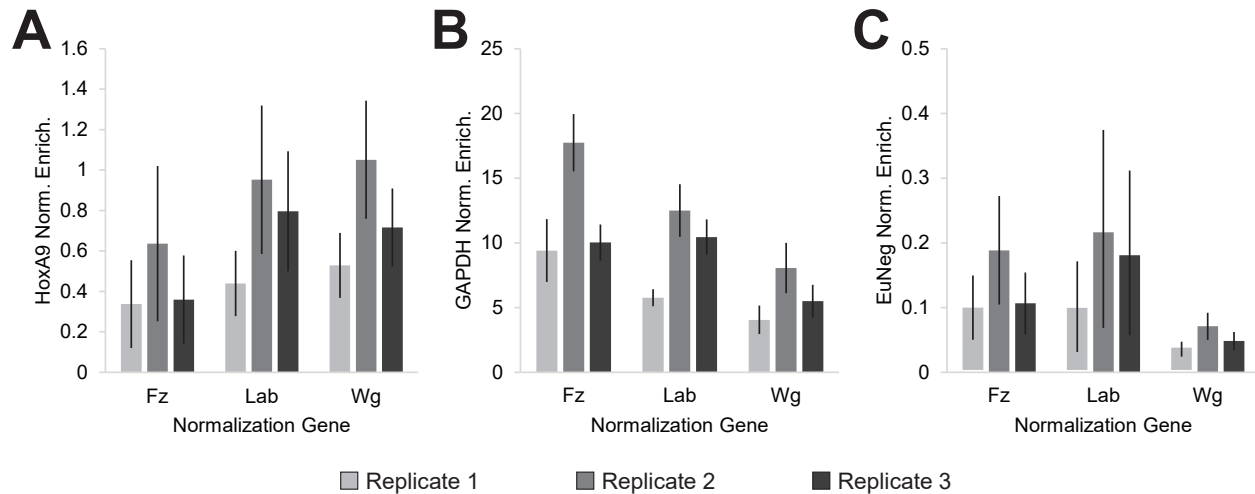 A
HoxA9 Norm. Enrich.
1.6
1.4
1.2
1
0.8
0.6
0.4
0.2
0
Fz Lab Wg
Normalization Gene
B
GAPDH Norm. Enrich.
25
20
15
10
5
0
Fz Lab Wg
Normalization Gene
C
EuNeg Norm. Enrich.
0.5
0.4
0.3
0.2
0.1
0
Fz Lab Wg
Normalization Gene
Replicate 1 Replicate 2 Replicate 3